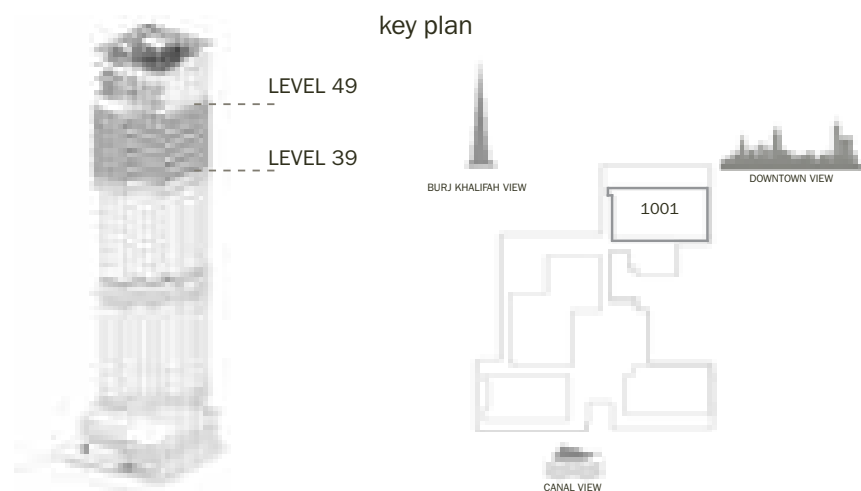 key plan
LEVEL 49
LEVEL 39
BURJ KHALIFAH VIEW
DOWNTOWN VIEW
1001
CANAL VIEW